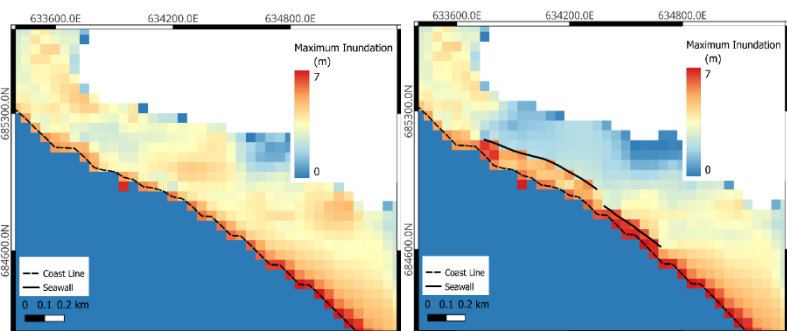 633600.0E 634200.0E 634800.0E
685300.0N
684600.0N
Maximum Inundation
(m)
7
0
Coast Line
Seawall
0 0.1 0.2 km
633600.0E 634200.0E 634800.0E
685300.0N
684600.0N
Maximum Inundation
(m)
7
0
Coast Line
Seawall
0 0.1 0.2 km